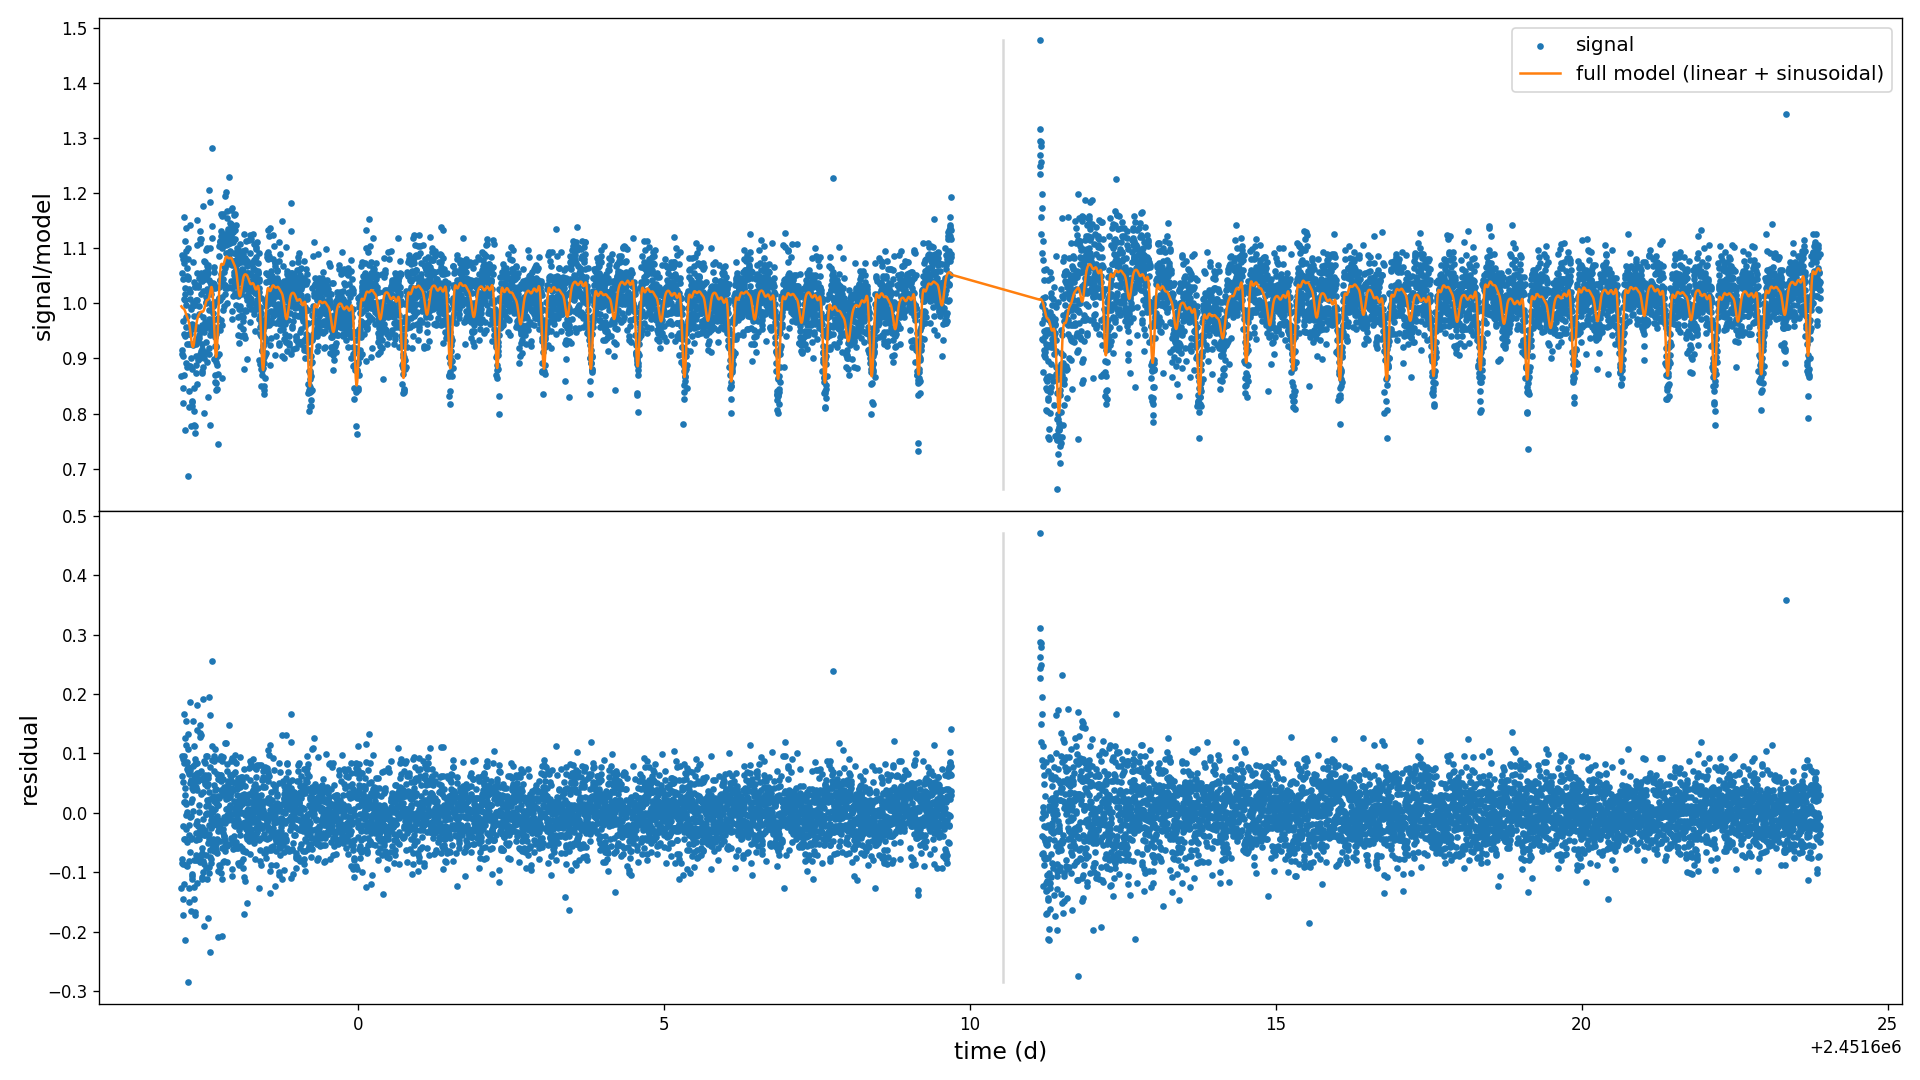 signal/model
1.5
1.4
1.3
1.2
1.1
1.0
0.9
0.8
0.7
signal
full model (linear + sinusoidal)
residual
0.5
0.4
0.3
0.2
0.1
0.0
−0.1
−0.2
−0.3
0 5 10 15 20 25
time (d)
+2.4516e6